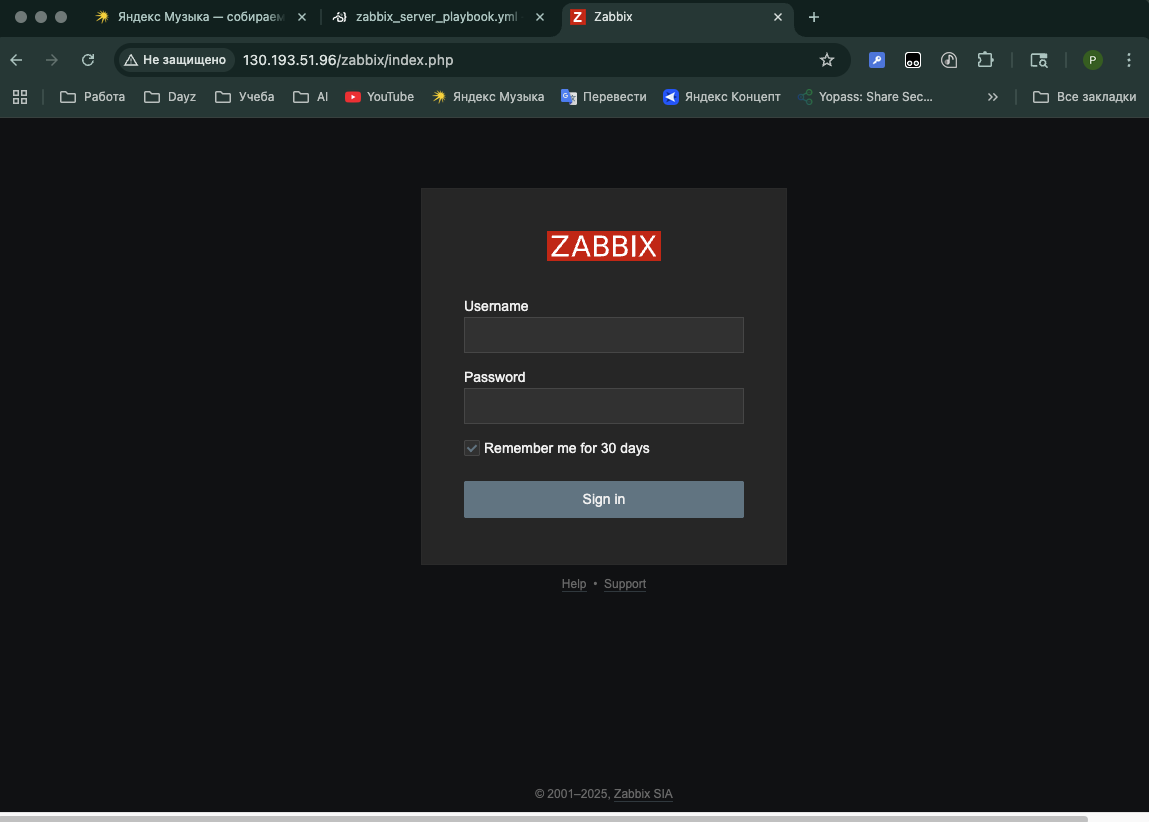 Яндекс Музыка — собираем
zabbix_server_playbook.yml
Z Zabbix
Не защищено 130.193.51.96/zabbix/index.php
P
Работа Dayz Учеба AI YouTube Яндекс Музыка Перевести Яндекс Концепт Yopass: Share Sec... Все закладки
ZABBIX
Username
Password
Remember me for 30 days
Sign in
Help • Support
© 2001–2025, Zabbix SIA